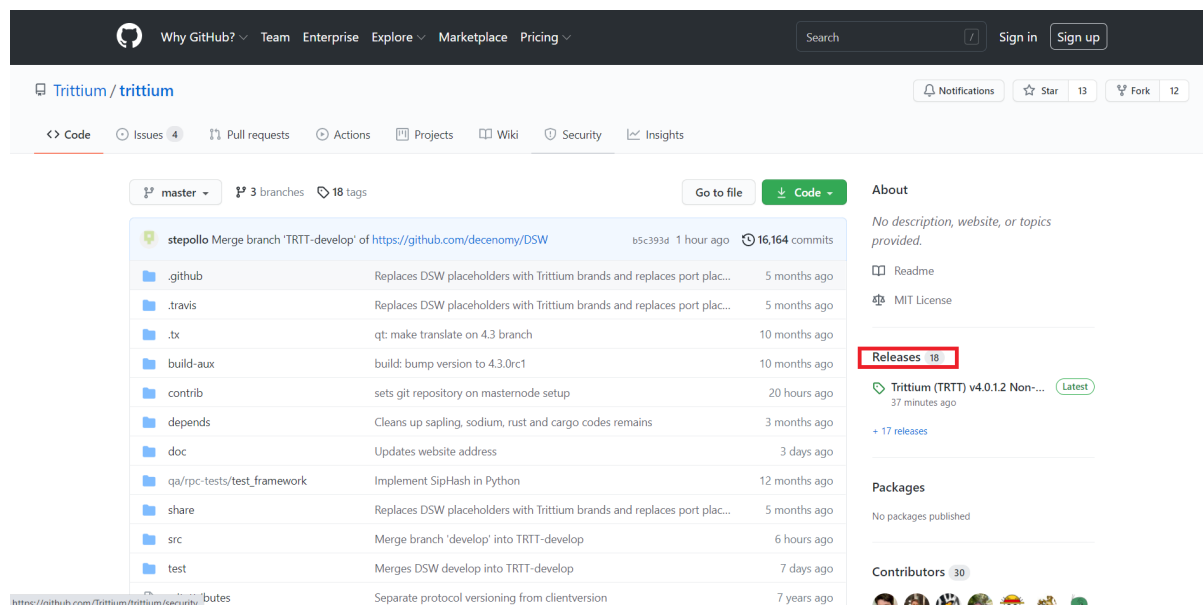 Why GitHub? Team Enterprise Explore Marketplace Pricing Search / Sign in Sign up
Trittium / trittium Notifications Star 13 Fork 12
Code Issues 4 Pull requests Actions Projects Wiki Security Insights
master 3 branches 18 tags Go to file Code
stepollo Merge branch 'TRTT-develop' of https://github.com/decenomy/DSW b5c393d 1 hour ago 16,164 commits
.github Replaces DSW placeholders with Trittium brands and replaces port plac... 5 months ago
.travis Replaces DSW placeholders with Trittium brands and replaces port plac... 5 months ago
.tx qt: make translate on 4.3 branch 10 months ago
build-aux build: bump version to 4.3.0rc1 10 months ago
contrib sets git repository on masternode setup 20 hours ago
depends Cleans up sapling, sodium, rust and cargo codes remains 3 months ago
doc Updates website address 3 days ago
qa/rpc-tests/test_framework Implement SipHash in Python 12 months ago
share Replaces DSW placeholders with Trittium brands and replaces port plac... 5 months ago
src Merge branch 'develop' into TRTT-develop 6 hours ago
test Merges DSW develop into TRTT-develop 7 days ago
Separate protocol versioning from clientversion 7 years ago
https://github.com/Trittium/trittium/security
About
No description, website, or topics
provided.
Readme
MIT License
Releases 18
Trittium (TRTT) v4.0.1.2 Non-... Latest
37 minutes ago
+ 17 releases
Packages
No packages published
Contributors 30